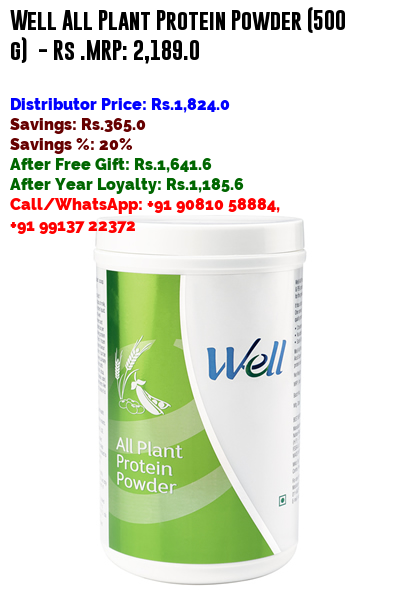 Well All Plant Protein Powder (500
g) - Rs .MRP: 2,189.0
Distributor Price: Rs.1,824.0
Savings: Rs.365.0
Savings %: 20%
After Free Gift: Rs.1,641.6
After Year Loyalty: Rs.1,185.6
Call/WhatsApp: +91 90810 58884,
+91 99137 22372
Well
All Plant
Protein
Powder